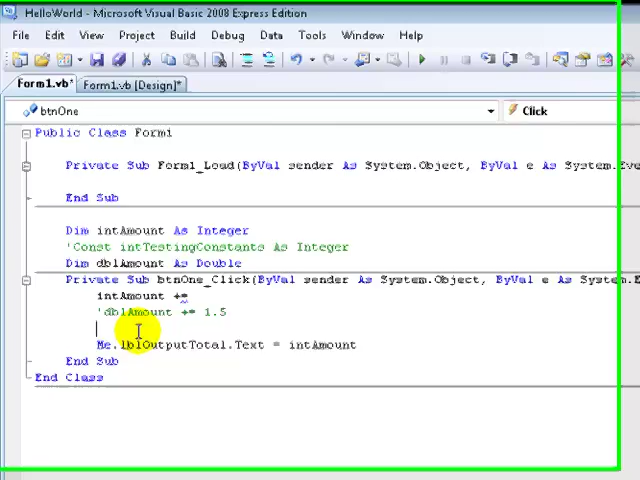 HelloWorld - Microsoft Visual Basic 2008 Express Edition
File Edit View Project Build Debug Data Tools Window Help
Form1.vb* Form1.vb [Design]*
btnOne Click
Public Class Form1
Private Sub Form1_Load(ByVal sender As System.Object, ByVal e As System.Eve
End Sub
Dim intAmount As Integer
'Const intTestingConstants As Integer
Dim dblAmount As Double
Private Sub btnOne_Click(ByVal sender As System.Object, ByVal e As System.E
intAmount +=
'dblAmount += 1.5
Me.lblOutputTotal.Text = intAmount
End Sub
End Class